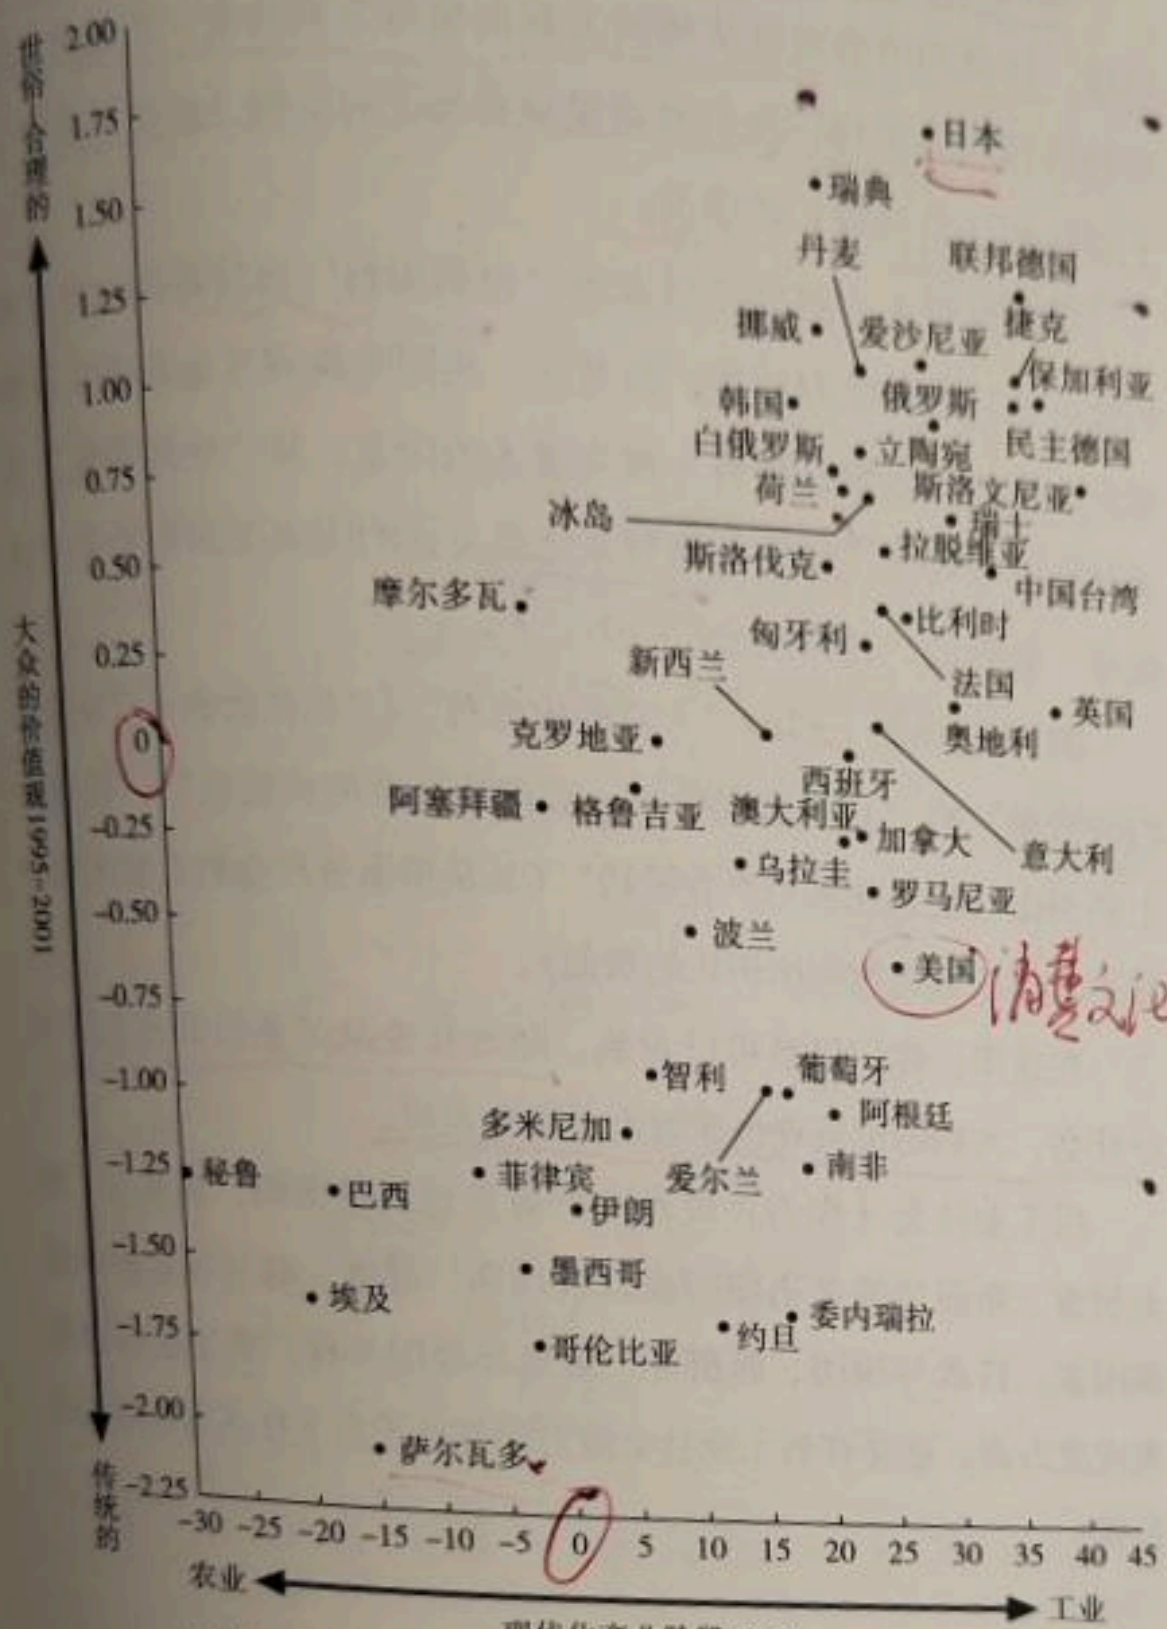 世俗—合理的
2.00
1.75
1.50
1.25
1.00
0.75
0.50
0.25
0
-0.25
-0.50
-0.75
-1.00
-1.25
-1.50
-1.75
-2.00
-2.25
大众的价值观1995-2001
传统的
日本
瑞典
丹麦
联邦德国
挪威
爱沙尼亚
捷克
保加利亚
韩国
俄罗斯
白俄罗斯
立陶宛
民主德国
荷兰
斯洛文尼亚
冰岛
瑞士
斯洛伐克
拉脱维亚
摩尔多瓦
中国台湾
匈牙利
比利时
新西兰
法国
英国
克罗地亚
奥地利
西班牙
阿塞拜疆
格鲁吉亚
澳大利亚
加拿大
意大利
乌拉圭
罗马尼亚
波兰
美国
消费文化
智利
葡萄牙
阿根廷
多米尼加
秘鲁
菲律宾
爱尔兰
南非
巴西
伊朗
墨西哥
埃及
委内瑞拉
约旦
哥伦比亚
萨尔瓦多
-30 -25 -20 -15 -10 -5 0 5 10 15 20 25 30 35 40 45
农业
工业